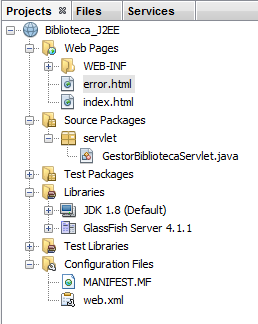 Projects Files Services
Biblioteca_J2EE
Web Pages
WEB-INF
error.html
index.html
Source Packages
servlet
GestorBibliotecaServlet.java
Test Packages
Libraries
JDK 1.8 (Default)
GlassFish Server 4.1.1
Test Libraries
Configuration Files
MANIFEST.MF
web.xml